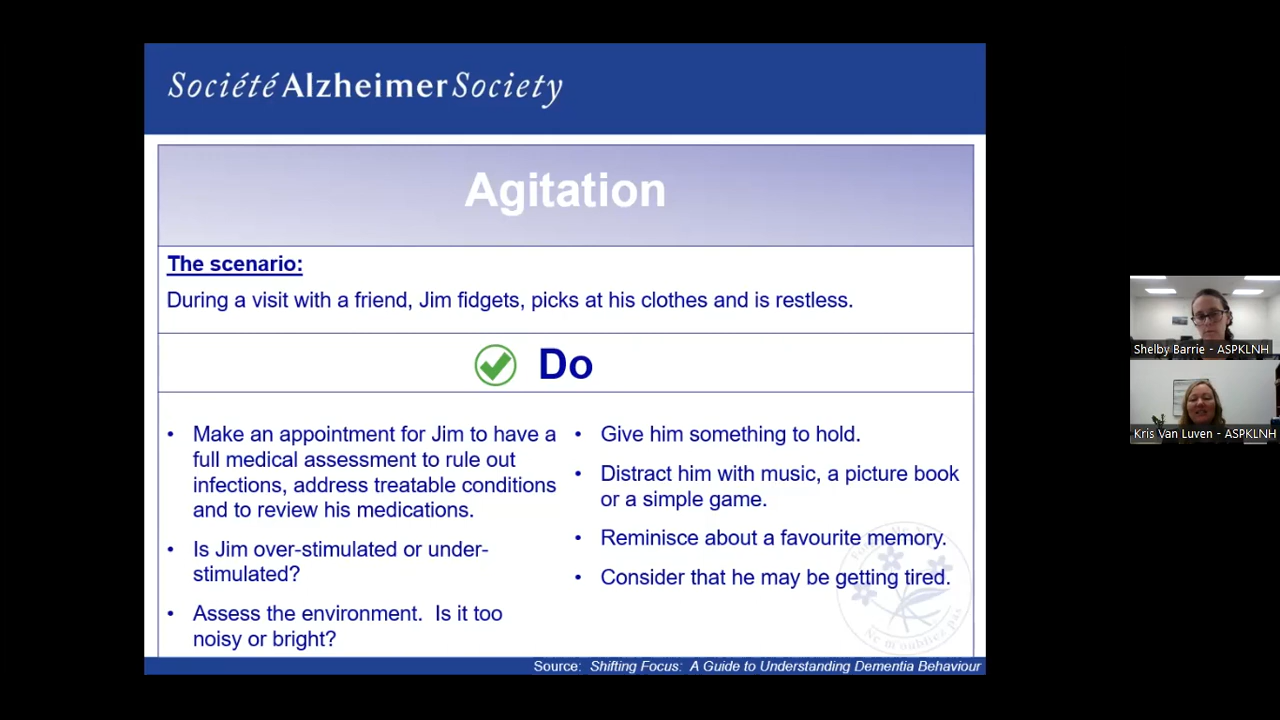 Société Alzheimer Society
Agitation
The scenario:
During a visit with a friend, Jim fidgets, picks at his clothes and is restless.
Do
• Make an appointment for Jim to have a
full medical assessment to rule out
infections, address treatable conditions
and to review his medications.
• Is Jim over-stimulated or under-
stimulated?
• Assess the environment.  Is it too
noisy or bright?
• Give him something to hold.
• Distract him with music, a picture book
or a simple game.
• Reminisce about a favourite memory.
• Consider that he may be getting tired.
Ne m'oubliez pas
Source:  Shifting Focus:  A Guide to Understanding Dementia Behaviour
Shelby Barrie - ASPKLNH
Kris Van Luven - ASPKLNH